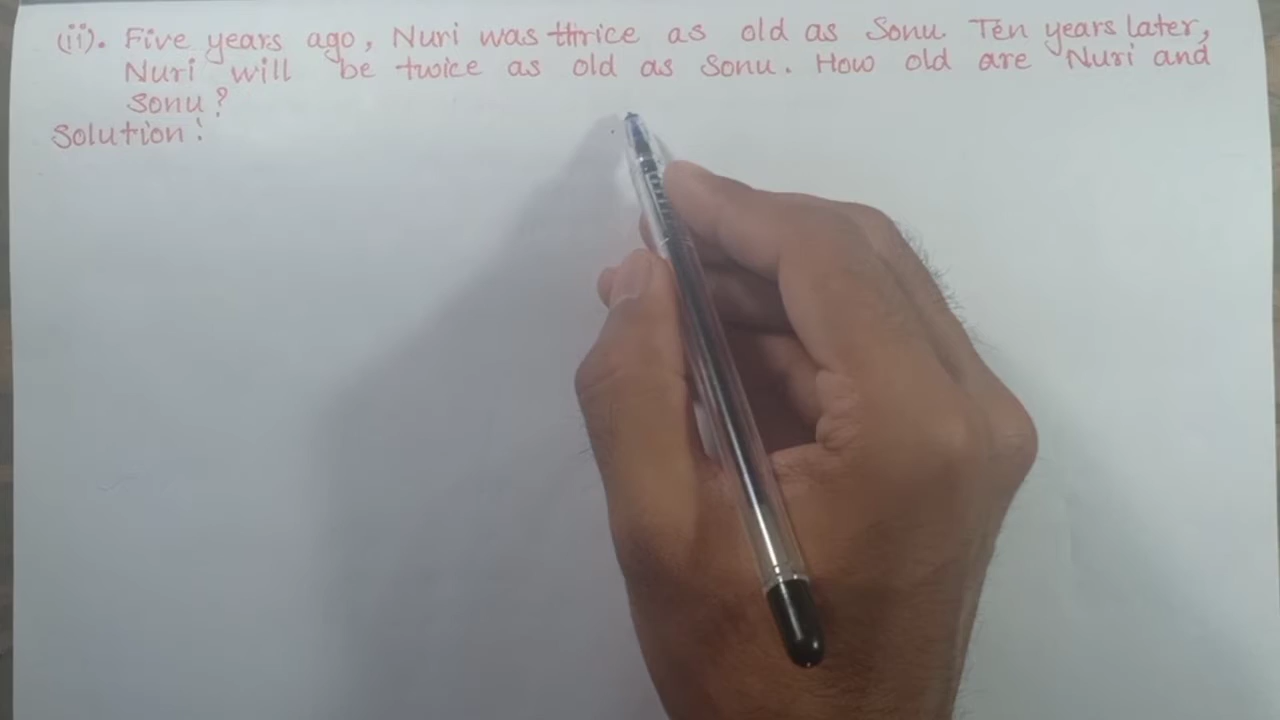 (ii). Five years ago, Nuri was thrice as old as Sonu. Ten years later,
Nuri will be twice as old as Sonu. How old are Nuri and
Sonu?
Solution: